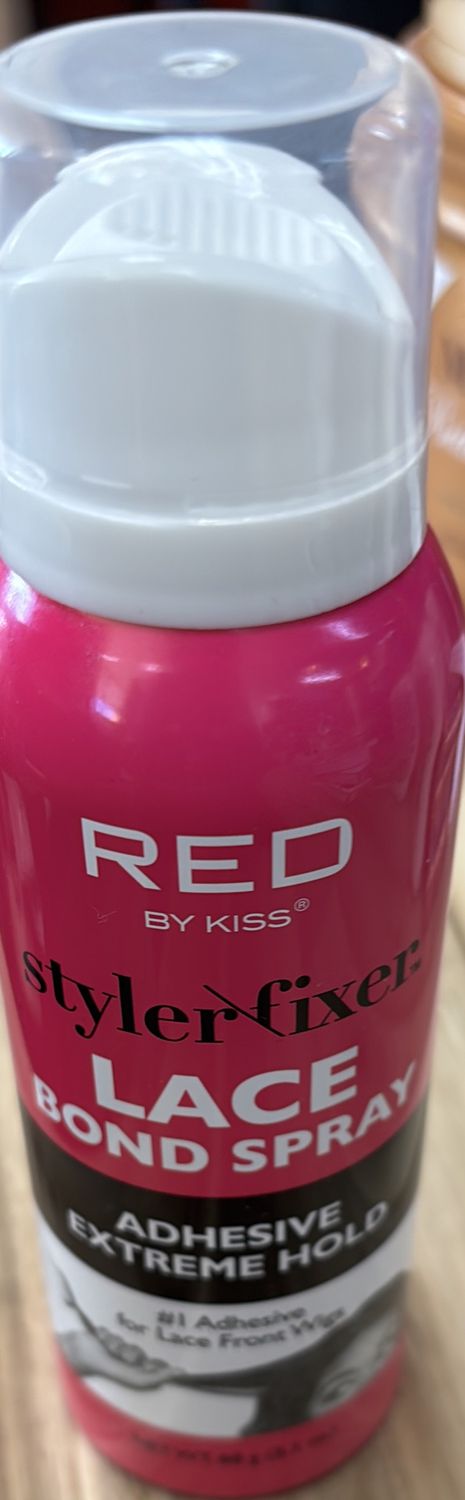 RED
BY KISS®
stylerfixer.
LACE
BOND SPRAY
ADHESIVE
EXTREME HOLD
#1 Adhesive
for Lace Front Wigs